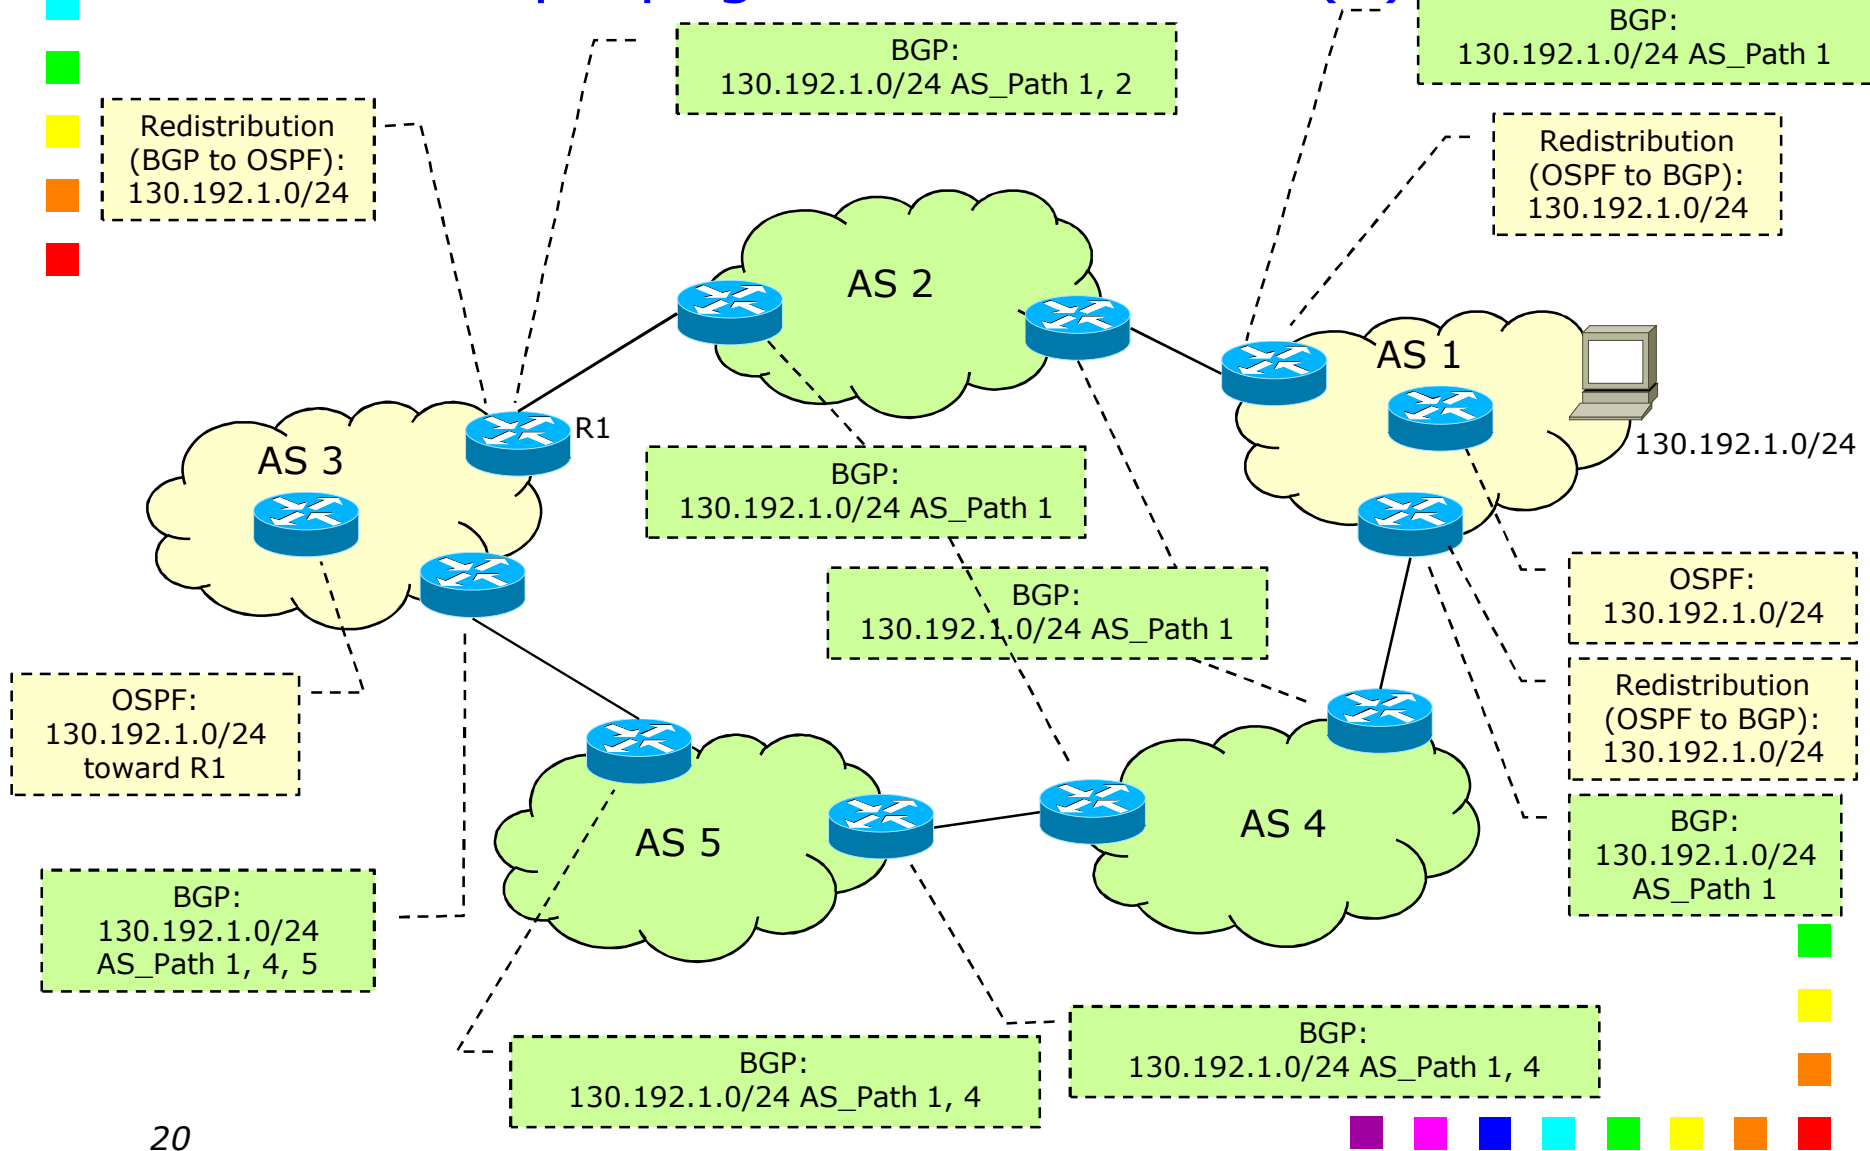 BGP:
130.192.1.0/24 AS_Path 1
BGP:
130.192.1.0/24 AS_Path 1, 2
Redistribution
(BGP to OSPF):
130.192.1.0/24
Redistribution
(OSPF to BGP):
130.192.1.0/24
AS 2
AS 1
R1
AS 3
130.192.1.0/24
BGP:
130.192.1.0/24 AS_Path 1
BGP:
130.192.1.0/24 AS_Path 1
OSPF:
130.192.1.0/24
OSPF:
130.192.1.0/24
toward R1
Redistribution
(OSPF to BGP):
130.192.1.0/24
AS 5
AS 4
BGP:
130.192.1.0/24
AS_Path 1
BGP:
130.192.1.0/24
AS_Path 1, 4, 5
BGP:
130.192.1.0/24 AS_Path 1, 4
BGP:
130.192.1.0/24 AS_Path 1, 4
20